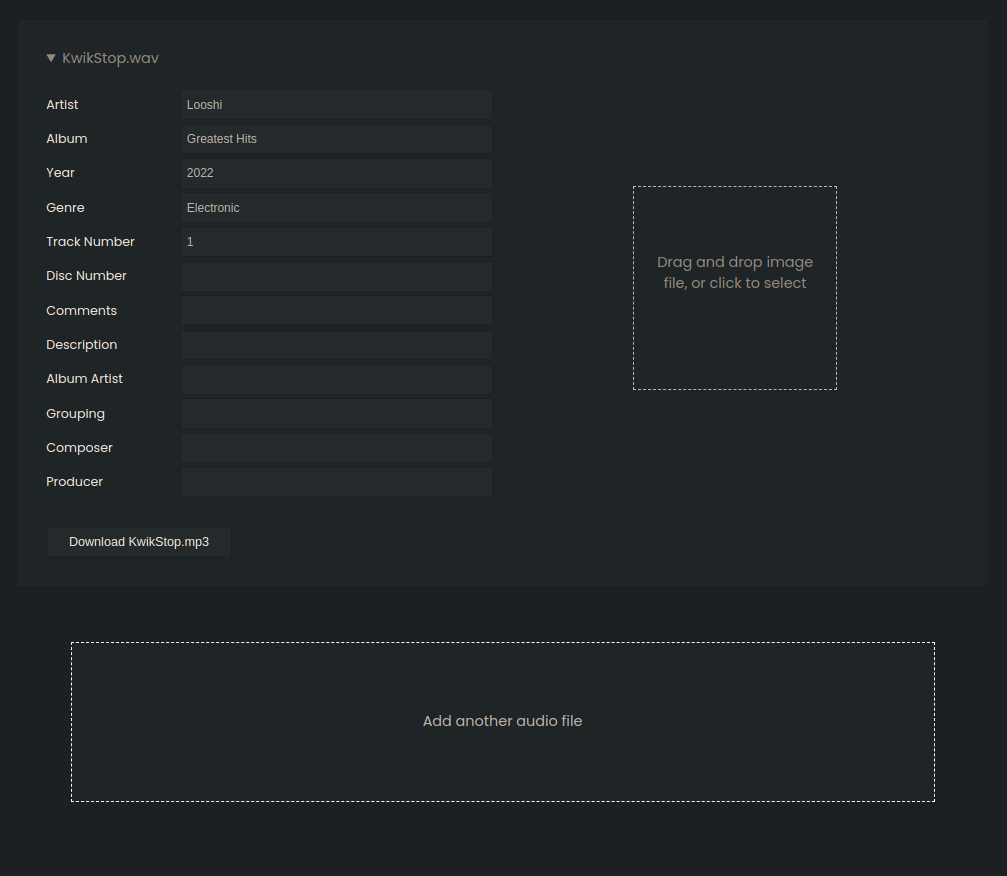 ▼ KwikStop.wav
Artist Looshi
Album Greatest Hits
Year 2022
Genre Electronic
Track Number 1
Disc Number
Comments
Description
Album Artist
Grouping
Composer
Producer
Drag and drop image
file, or click to select
Download KwikStop.mp3
Add another audio file